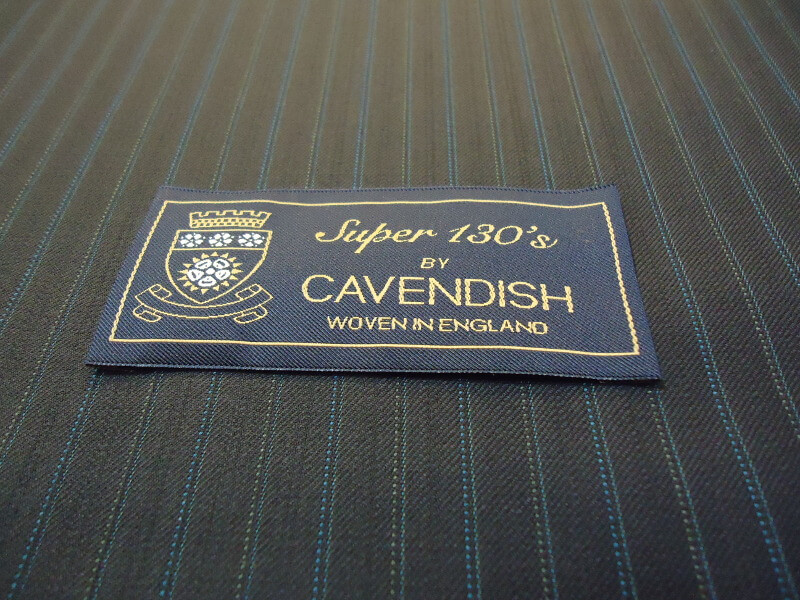 Super 130's
BY
CAVENDISH
WOVEN IN ENGLAND